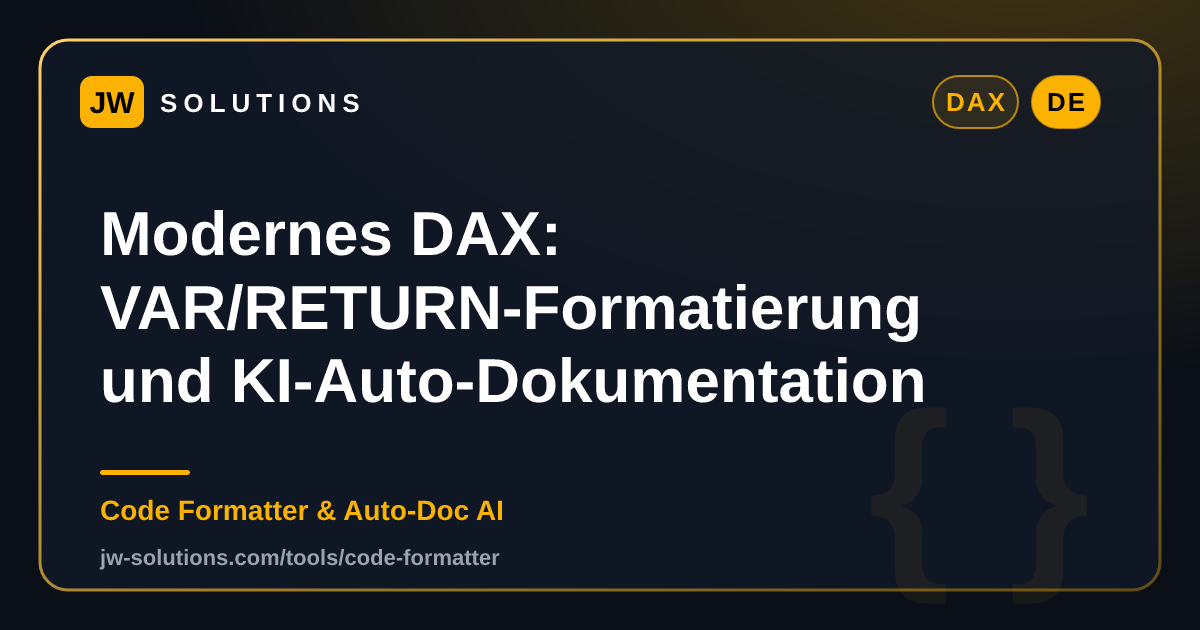 JW SOLUTIONS
DAX DE
Modernes DAX:
VAR/RETURN-Formatierung
und KI-Auto-Dokumentation
{ }
Code Formatter & Auto-Doc AI
jw-solutions.com/tools/code-formatter